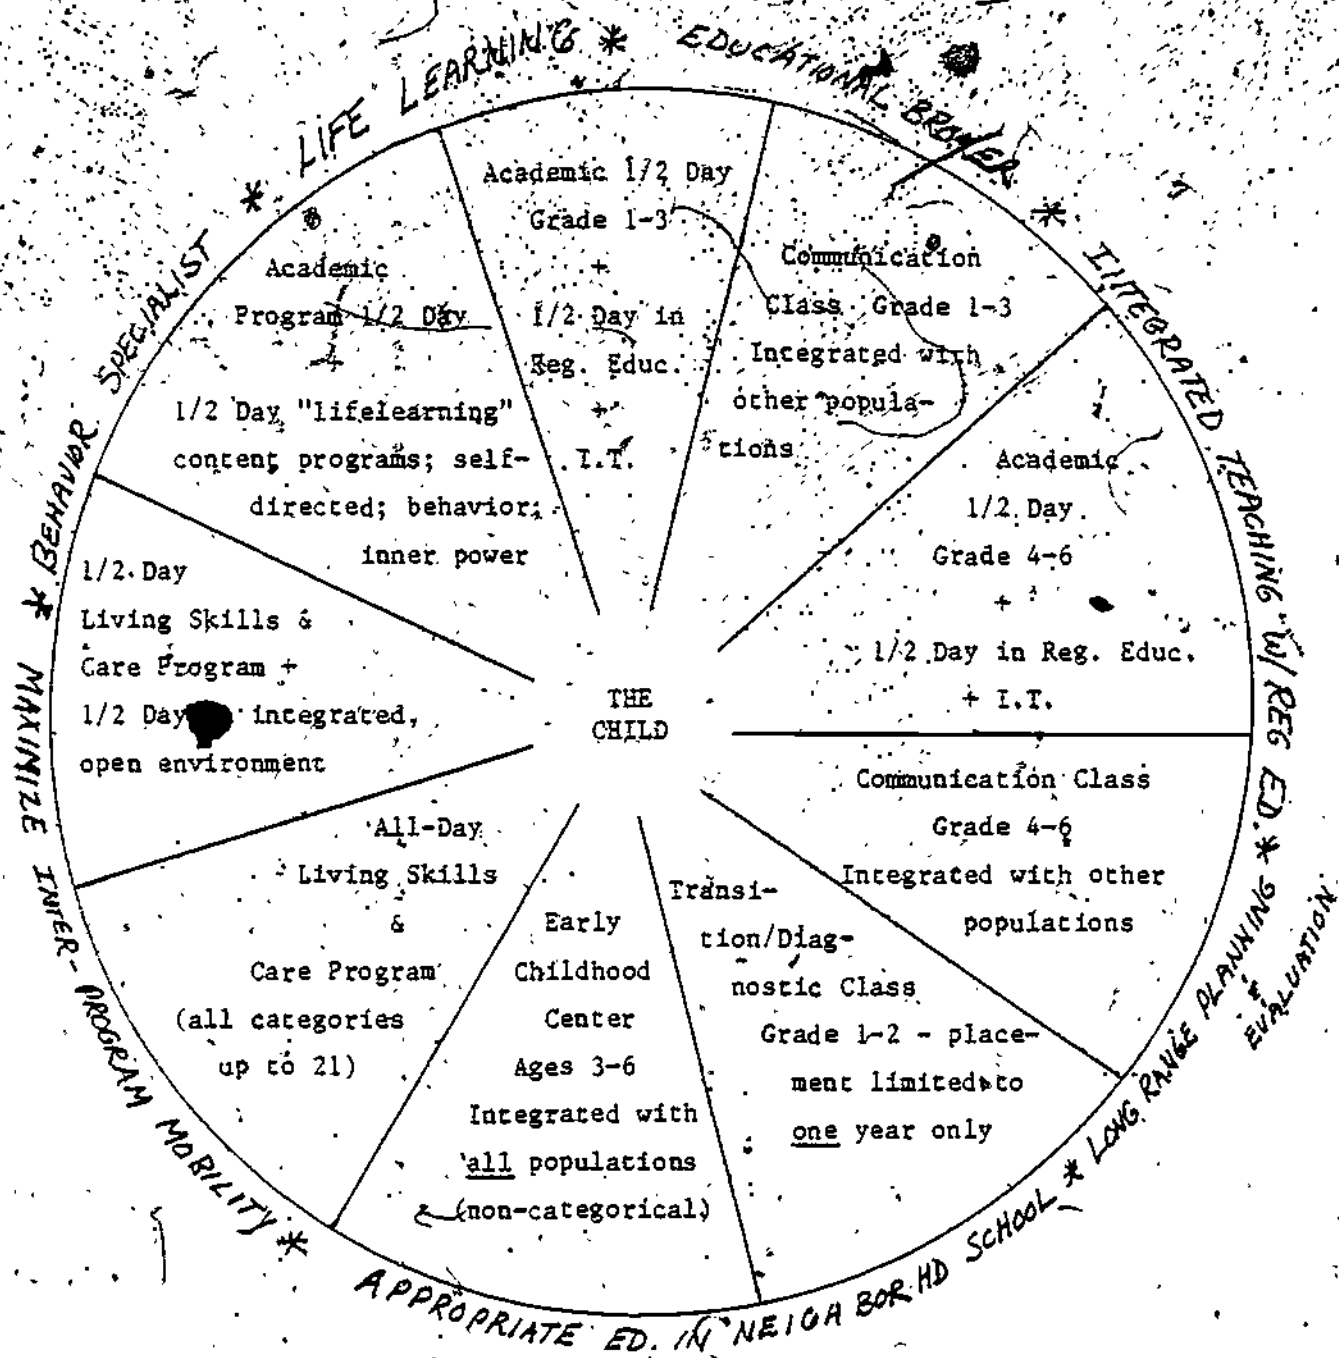 * LIFE LEARNING * EDUCATIONAL BROKER * INTEGRATED TEACHING W/ REG ED. * LONG RANGE PLANNING & EVALUATION
* APPROPRIATE ED. IN NEIGHBORHD SCHOOL *
MAXIMIZE INTER-PROGRAM MOBILITY *
* BEHAVIOR SPECIALIST
Academic 1/2 Day
Grade 1-3
+
1/2 Day in
Reg. Educ.
+
I.T.
Communication
Class Grade 1-3
Integrated with
other popula-
tions
Academic
1/2 Day
Grade 4-6
+
1/2 Day in Reg. Educ.
+ I.T.
Communication Class
Grade 4-6
Integrated with other
populations
Transi-
tion/Diag-
nostic Class
Grade 1-2 - place-
ment limited to
one year only
Early
Childhood
Center
Ages 3-6
Integrated with
all populations
(non-categorical)
All-Day
Living Skills
&
Care Program
(all categories
up to 21)
1/2 Day
Living Skills &
Care Program +
1/2 Day integrated,
open environment
Academic
Program 1/2 Day
+
1/2 Day "lifelearning"
content programs; self-
directed; behavior;
inner power
THE
CHILD